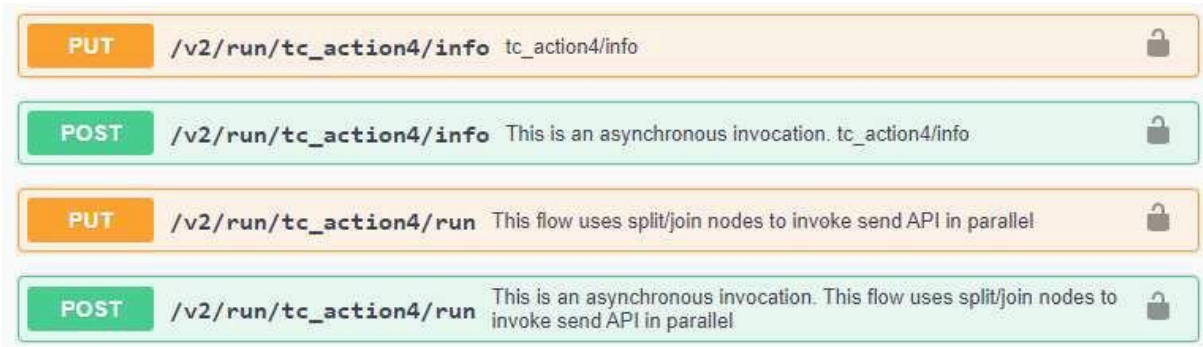 PUT /v2/run/tc_action4/info tc_action4/info
POST /v2/run/tc_action4/info This is an asynchronous invocation. tc_action4/info
PUT /v2/run/tc_action4/run This flow uses split/join nodes to invoke send API in parallel
POST /v2/run/tc_action4/run This is an asynchronous invocation. This flow uses split/join nodes to
invoke send API in parallel